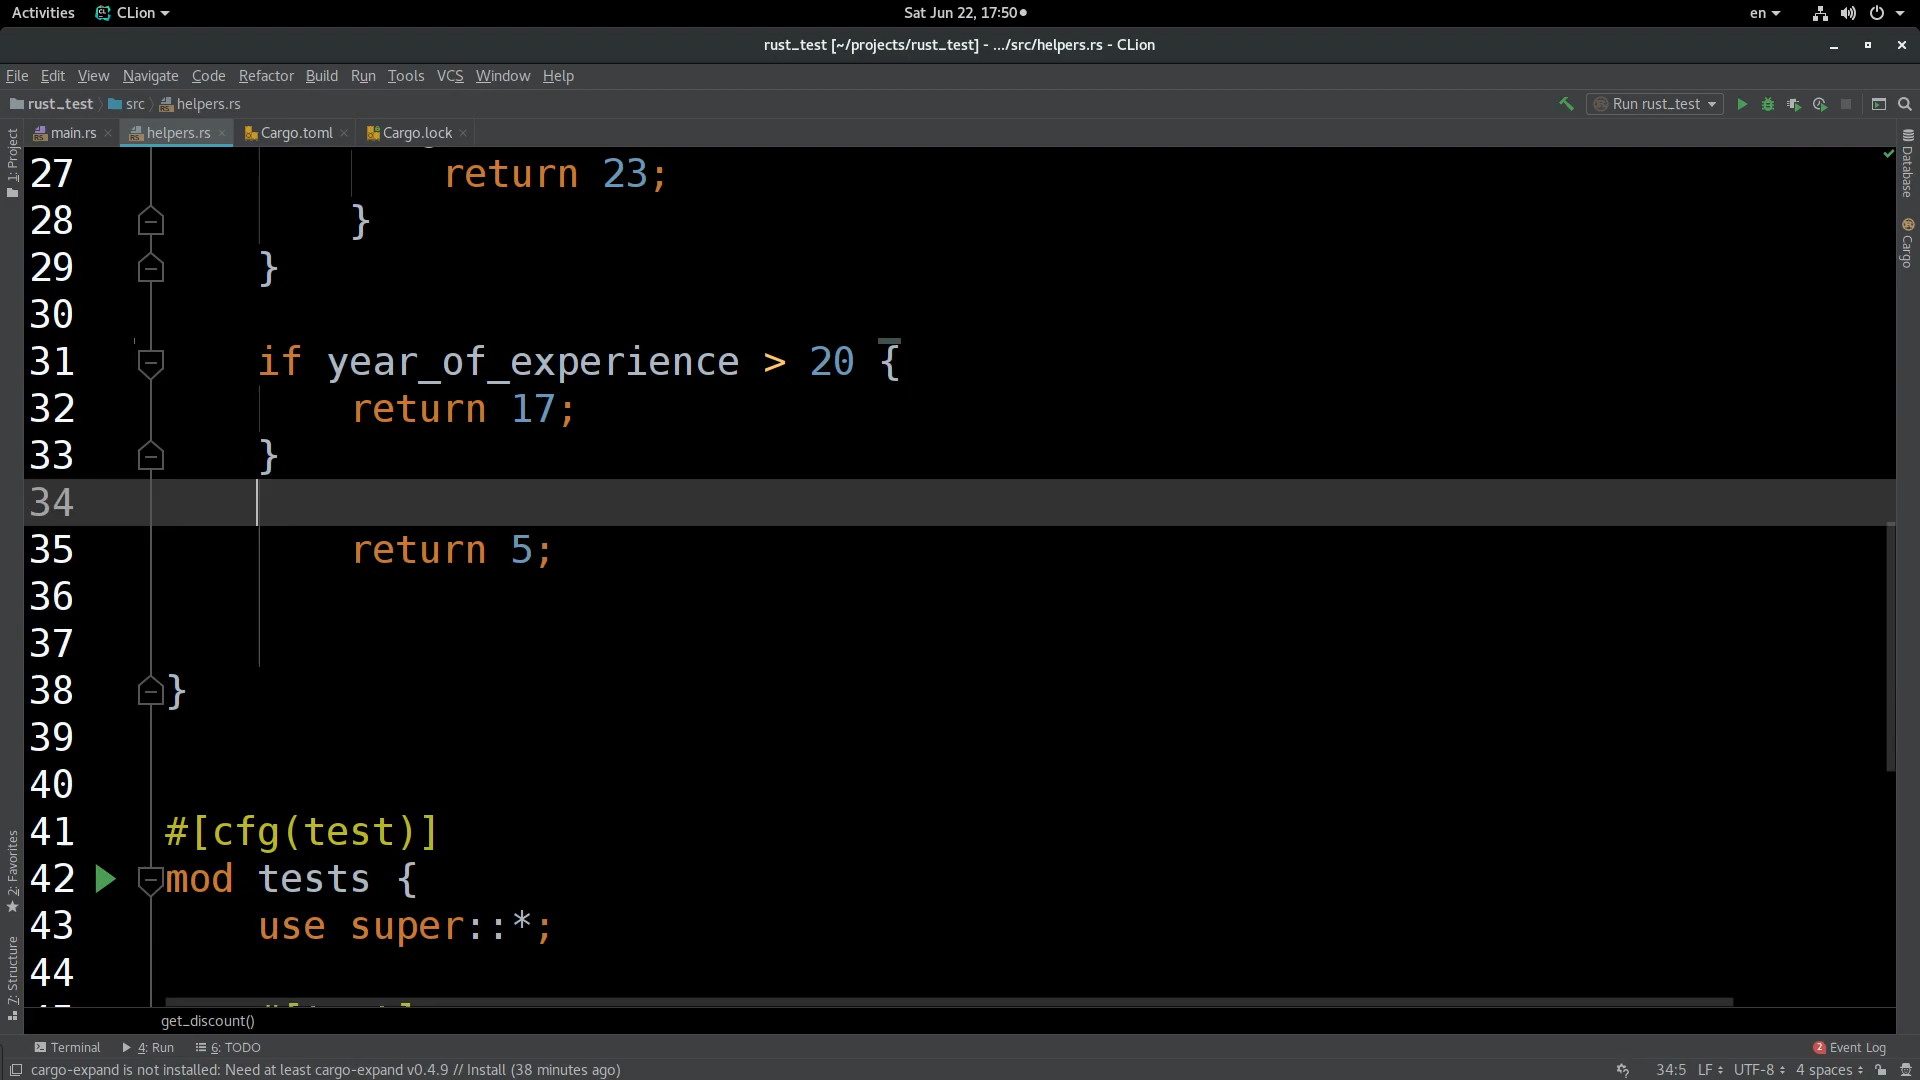 Activities CLion Sat Jun 22, 17:50 en
rust_test [~/projects/rust_test] - .../src/helpers.rs - CLion
File Edit View Navigate Code Refactor Build Run Tools VCS Window Help
rust_test src helpers.rs Run rust_test
main.rs helpers.rs Cargo.toml Cargo.lock
1: Project
Database
Cargo
2: Favorites
7: Structure
27 return 23;
28 }
29 }
30
31 if year_of_experience > 20 {
32 return 17;
33 }
34
35 return 5;
36
37
38 }
39
40
41 #[cfg(test)]
42 mod tests {
43 use super::*;
44
get_discount()
Terminal 4: Run 6: TODO 2 Event Log
cargo-expand is not installed: Need at least cargo-expand v0.4.9 // Install (38 minutes ago) 34:5 LF UTF-8 4 spaces